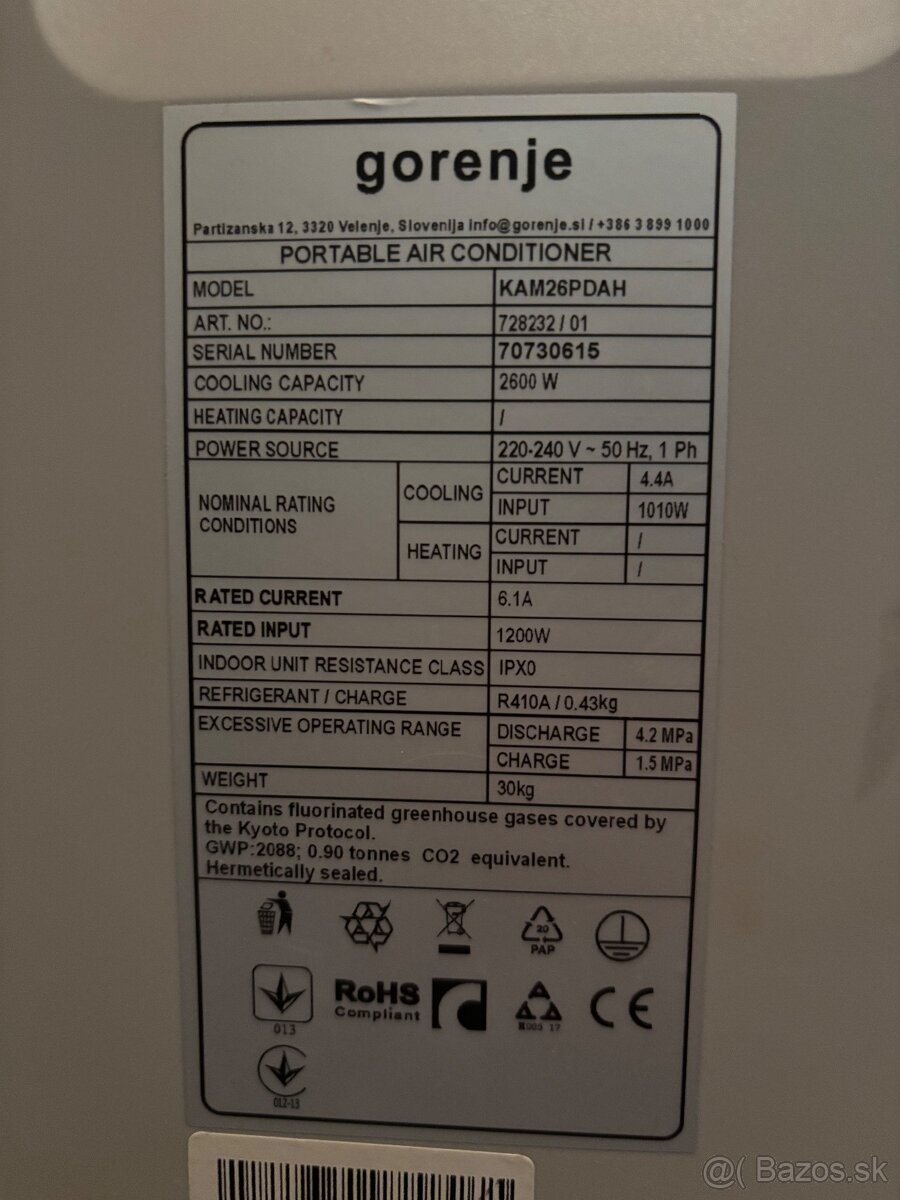 gorenje
Partizanska 12, 3320 Velenje, Slovenija info@gorenje.si / +386 3 899 1000
PORTABLE AIR CONDITIONER
MODEL KAM26PDAH
ART. NO.: 728232 / 01
SERIAL NUMBER 70730615
COOLING CAPACITY 2600 W
HEATING CAPACITY /
POWER SOURCE 220-240 V ~ 50 Hz, 1 Ph
NOMINAL RATING CONDITIONS COOLING CURRENT 4.4A
INPUT 1010W
HEATING CURRENT /
INPUT /
RATED CURRENT 6.1A
RATED INPUT 1200W
INDOOR UNIT RESISTANCE CLASS IPX0
REFRIGERANT / CHARGE R410A / 0.43kg
EXCESSIVE OPERATING RANGE DISCHARGE 4.2 MPa
CHARGE 1.5 MPa
WEIGHT 30kg
Contains fluorinated greenhouse gases covered by
the Kyoto Protocol.
GWP:2088; 0.90 tonnes CO2 equivalent.
Hermetically sealed.
20
PAP
013
RoHS
Compliant
CE
012-13
@( Bazos.sk